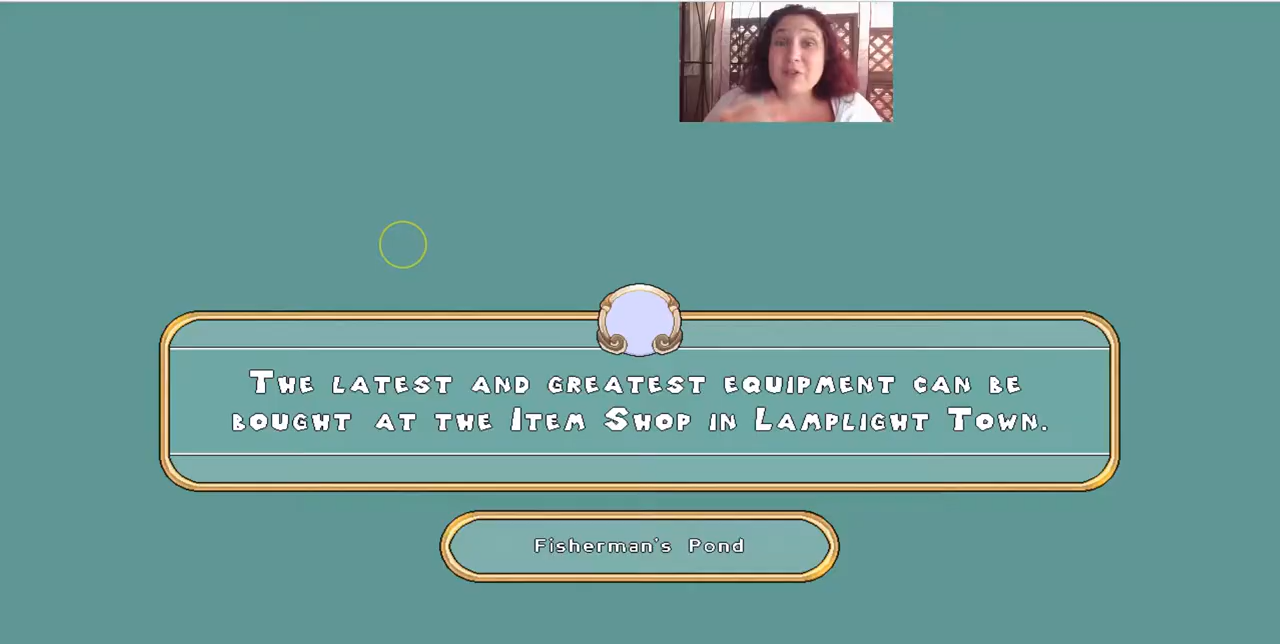 The latest and greatest equipment can be
bought at the Item Shop in Lamplight Town.
Fisherman's Pond